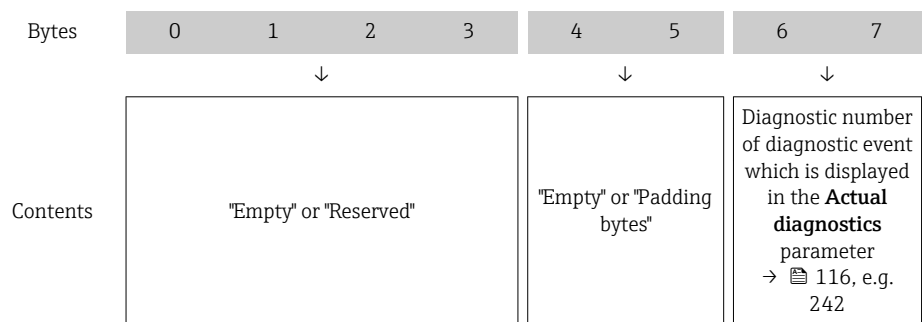 Bytes 0 1 2 3 4 5 6 7
↓ ↓ ↓
Diagnostic number
of diagnostic event
which is displayed
in the Actual
diagnostics
parameter
→ 116, e.g.
242
Contents
"Empty" or "Reserved"
"Empty" or "Padding
bytes"